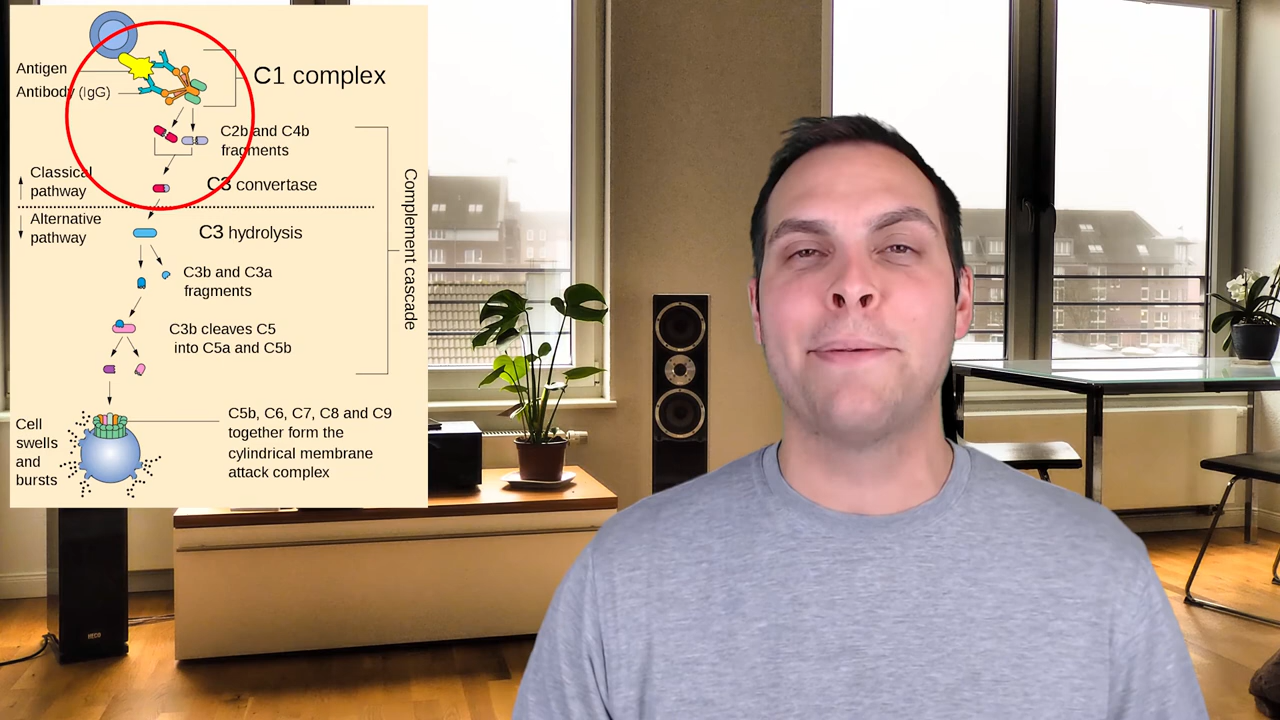 Antigen
C1 complex
Antibody (IgG)
C2b and C4b
fragments
Classical
pathway
C3 convertase
Alternative
pathway
C3 hydrolysis
Complement cascade
C3b and C3a
fragments
C3b cleaves C5
into C5a and C5b
Cell
swells
and
bursts
C5b, C6, C7, C8 and C9
together form the
cylindrical membrane
attack complex
HECO